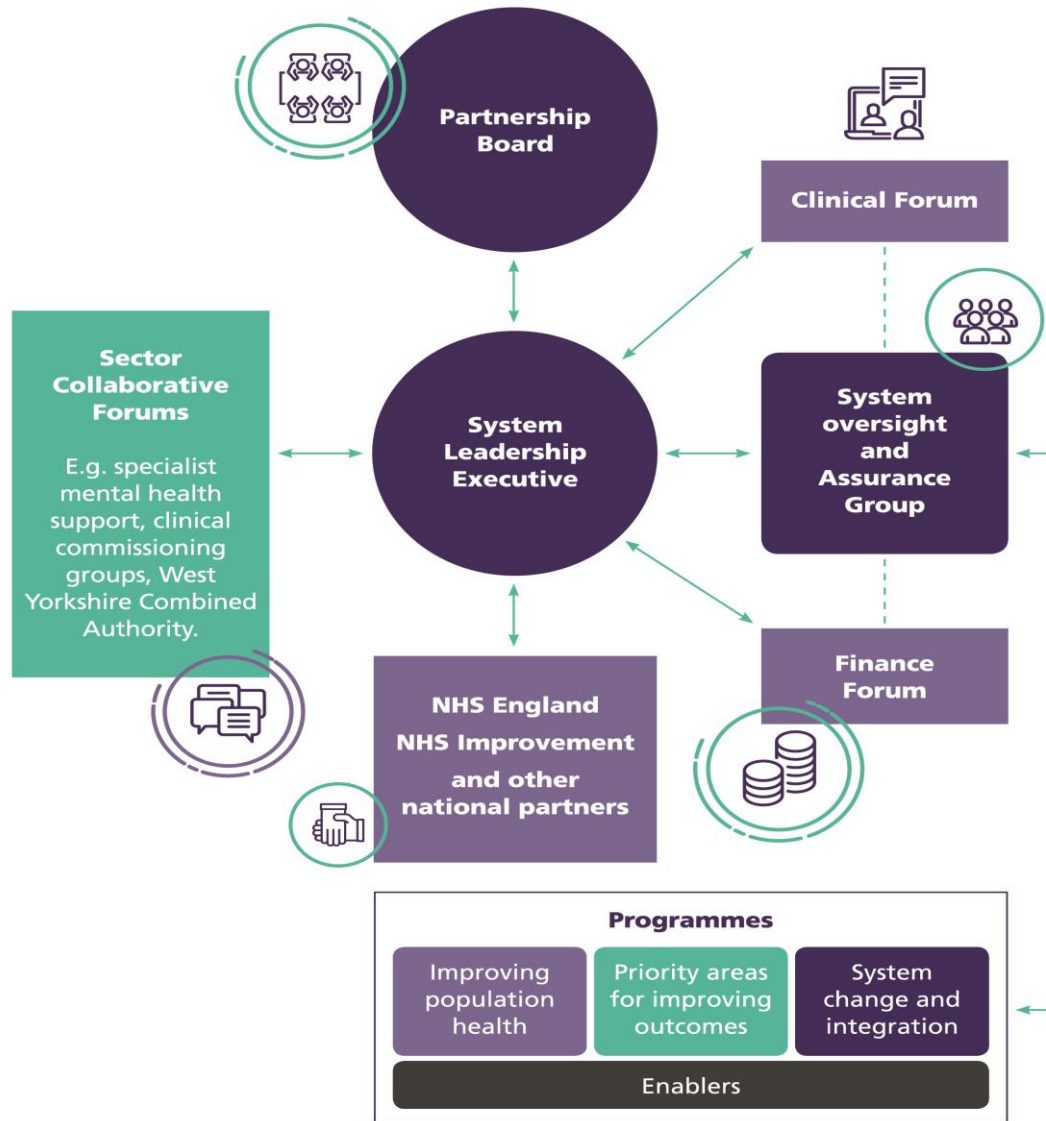 Partnership
Board
Clinical Forum
Sector
Collaborative
Forums
E.g. specialist
mental health
support, clinical
commissioning
groups, West
Yorkshire Combined
Authority.
System
Leadership
Executive
System
oversight
and
Assurance
Group
NHS England
NHS Improvement
and other
national partners
Finance
Forum
Programmes
Improving
population
health
Priority areas
for improving
outcomes
System
change and
integration
Enablers